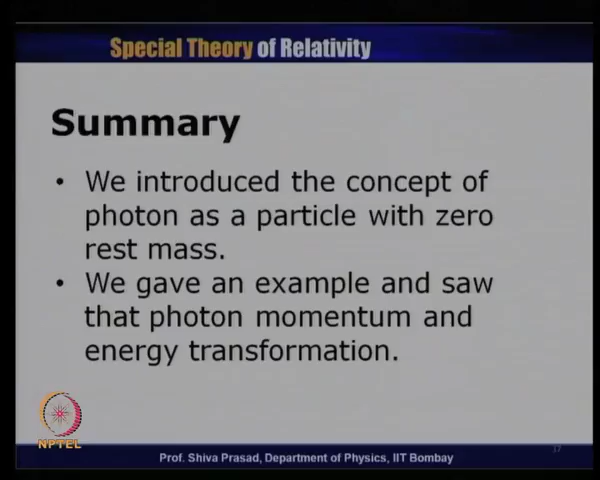 Special Theory of Relativity
Summary
• We introduced the concept of
photon as a particle with zero
rest mass.
• We gave an example and saw
that photon momentum and
energy transformation.
NPTEL
Prof. Shiva Prasad, Department of Physics, IIT Bombay
17